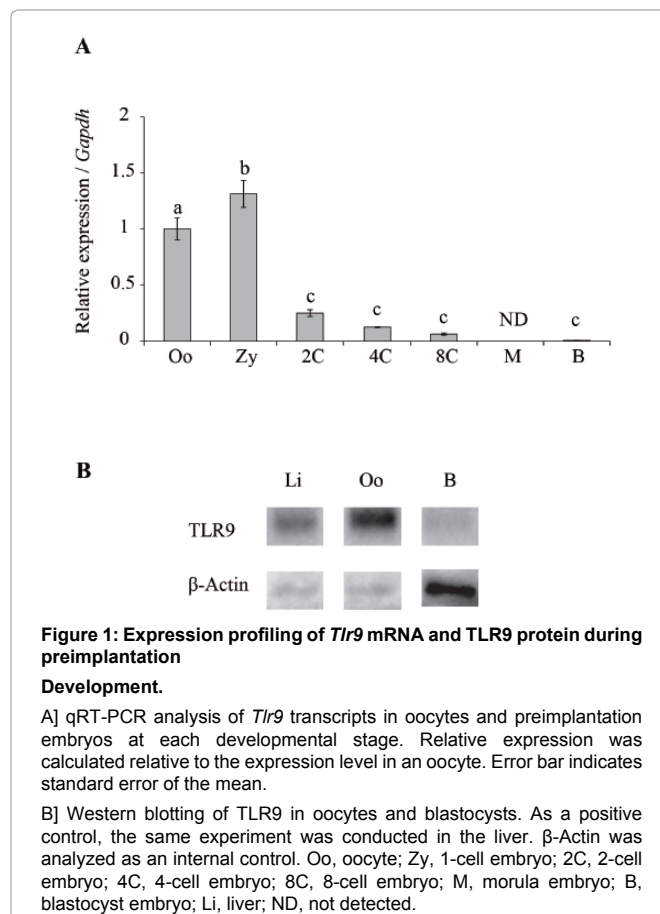 A
Relative expression / Gapdh
2
1.5
1
0.5
0
a
b
c
c
c
ND
c
Oo Zy 2C 4C 8C M B
B
Li Oo B
TLR9
β-Actin
Figure 1: Expression profiling of Tlr9 mRNA and TLR9 protein during
preimplantation
Development.
A] qRT-PCR analysis of Tlr9 transcripts in oocytes and preimplantation
embryos at each developmental stage. Relative expression was
calculated relative to the expression level in an oocyte. Error bar indicates
standard error of the mean.
B] Western blotting of TLR9 in oocytes and blastocysts. As a positive
control, the same experiment was conducted in the liver. β-Actin was
analyzed as an internal control. Oo, oocyte; Zy, 1-cell embryo; 2C, 2-cell
embryo; 4C, 4-cell embryo; 8C, 8-cell embryo; M, morula embryo; B,
blastocyst embryo; Li, liver; ND, not detected.